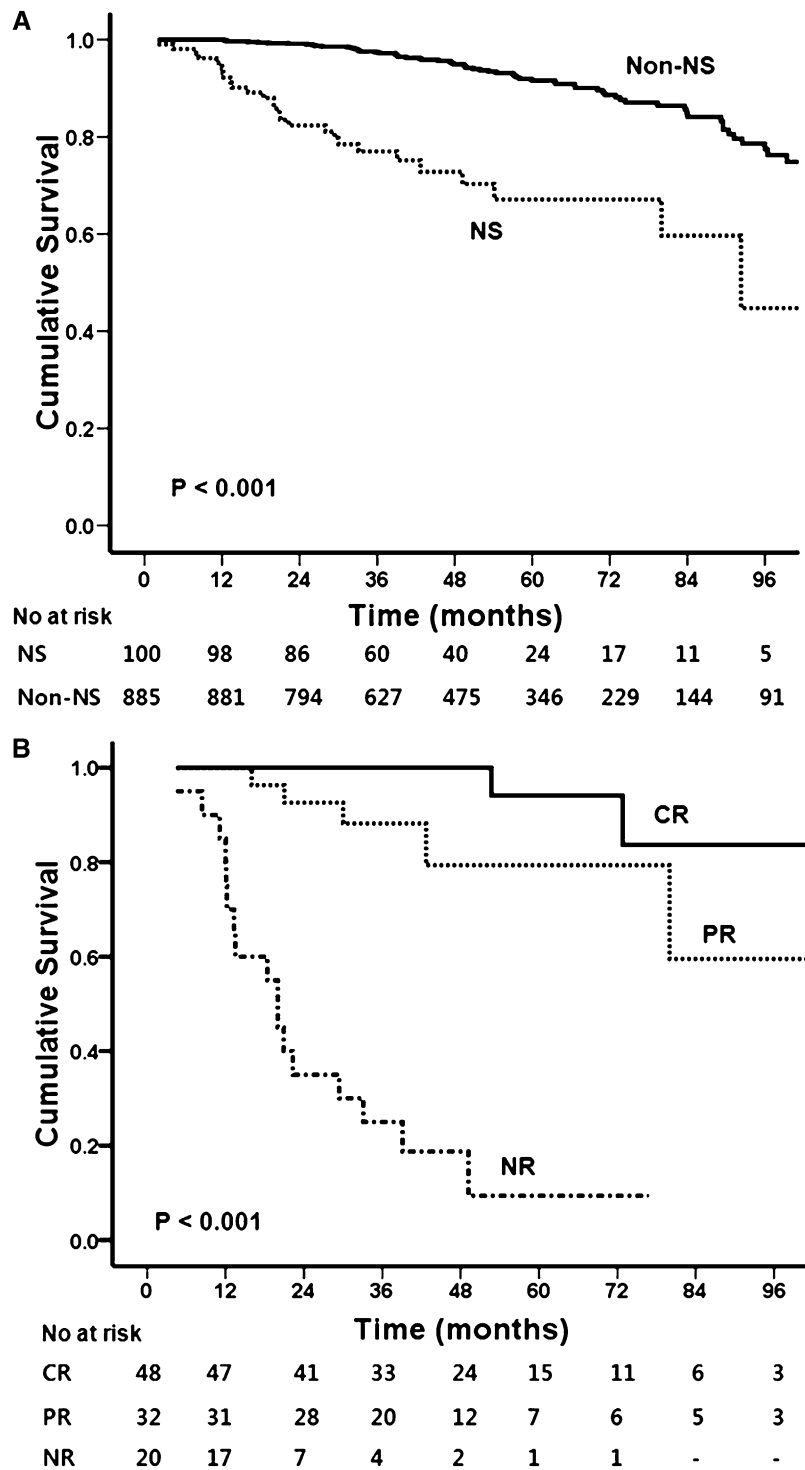 A
Cumulative Survival
1.0
0.8
0.6
0.4
0.2
0.0
Non-NS
NS
P < 0.001
0 12 24 36 48 60 72 84 96
Time (months)
No at risk
NS 100 98 86 60 40 24 17 11 5
Non-NS 885 881 794 627 475 346 229 144 91
B
Cumulative Survival
1.0
0.8
0.6
0.4
0.2
0.0
CR
PR
NR
P < 0.001
0 12 24 36 48 60 72 84 96
Time (months)
No at risk
CR 48 47 41 33 24 15 11 6 3
PR 32 31 28 20 12 7 6 5 3
NR 20 17 7 4 2 1 1 - -